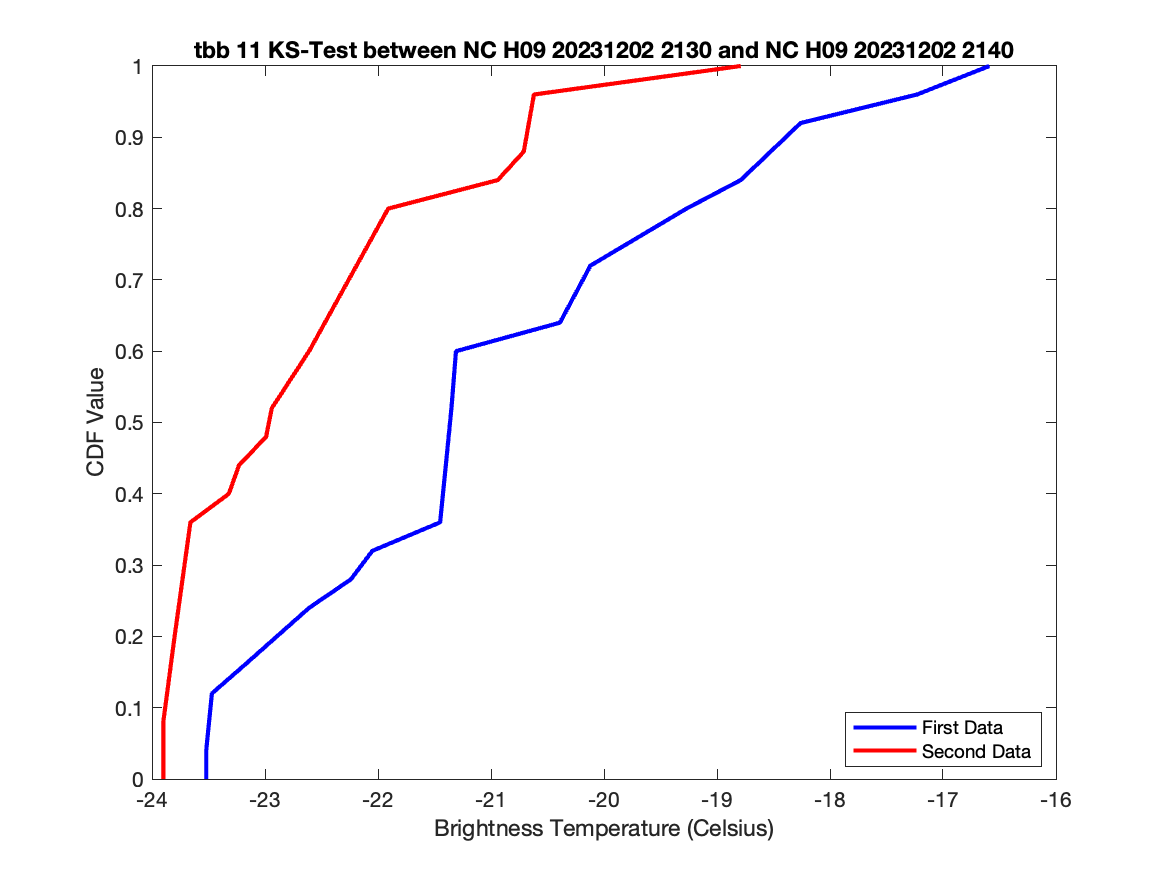 tbb 11 KS-Test between NC H09 20231202 2130 and NC H09 20231202 2140
1
0.9
0.8
0.7
0.6
0.5
0.4
0.3
0.2
0.1
0
CDF Value
-24 -23 -22 -21 -20 -19 -18 -17 -16
Brightness Temperature (Celsius)
First Data
Second Data